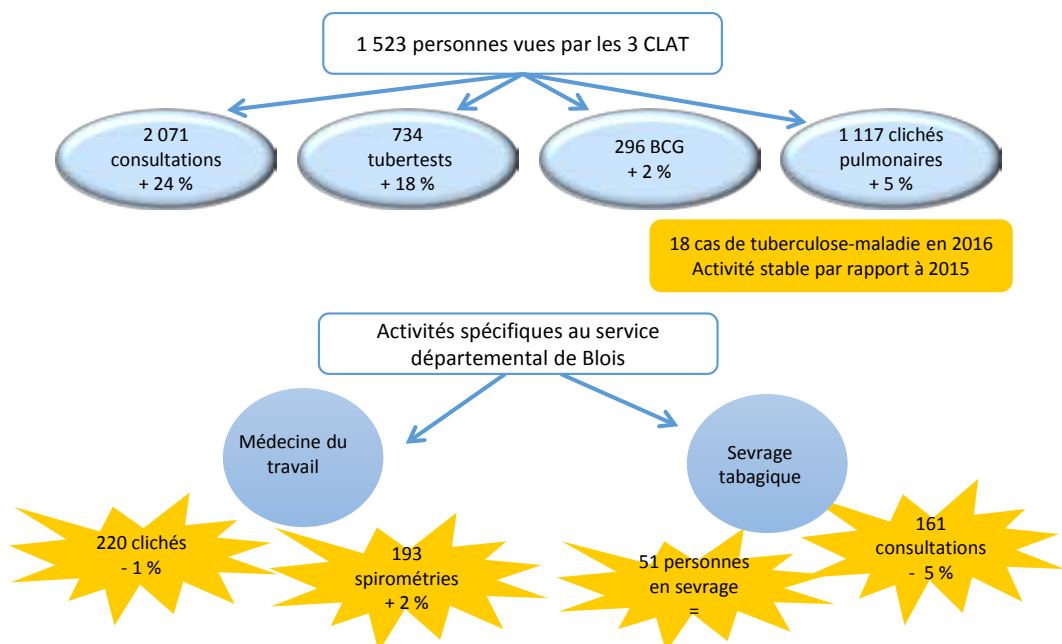 1 523 personnes vues par les 3 CLAT
2 071
consultations
+ 24 %
734
tubertests
+ 18 %
296 BCG
+ 2 %
1 117 clichés
pulmonaires
+ 5 %
18 cas de tuberculose-maladie en 2016
Activité stable par rapport à 2015
Activités spécifiques au service
départemental de Blois
Médecine du
travail
Sevrage
tabagique
220 clichés
- 1 %
193
spirométries
+ 2 %
51 personnes
en sevrage
=
161
consultations
- 5 %